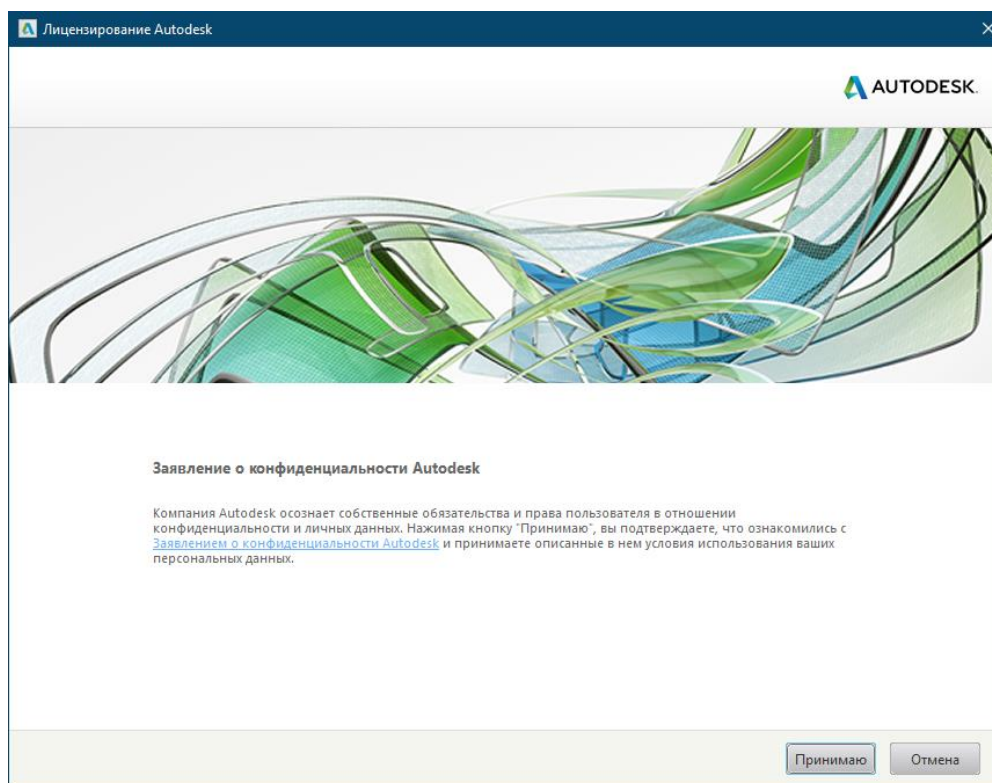 Лицензирование Autodesk
AUTODESK.
Заявление о конфиденциальности Autodesk
Компания Autodesk осознает собственные обязательства и права пользователя в отношении
конфиденциальности и личных данных. Нажимая кнопку "Принимаю", вы подтверждаете, что ознакомились с
Заявлением о конфиденциальности Autodesk и принимаете описанные в нем условия использования ваших
персональных данных.
Принимаю Отмена